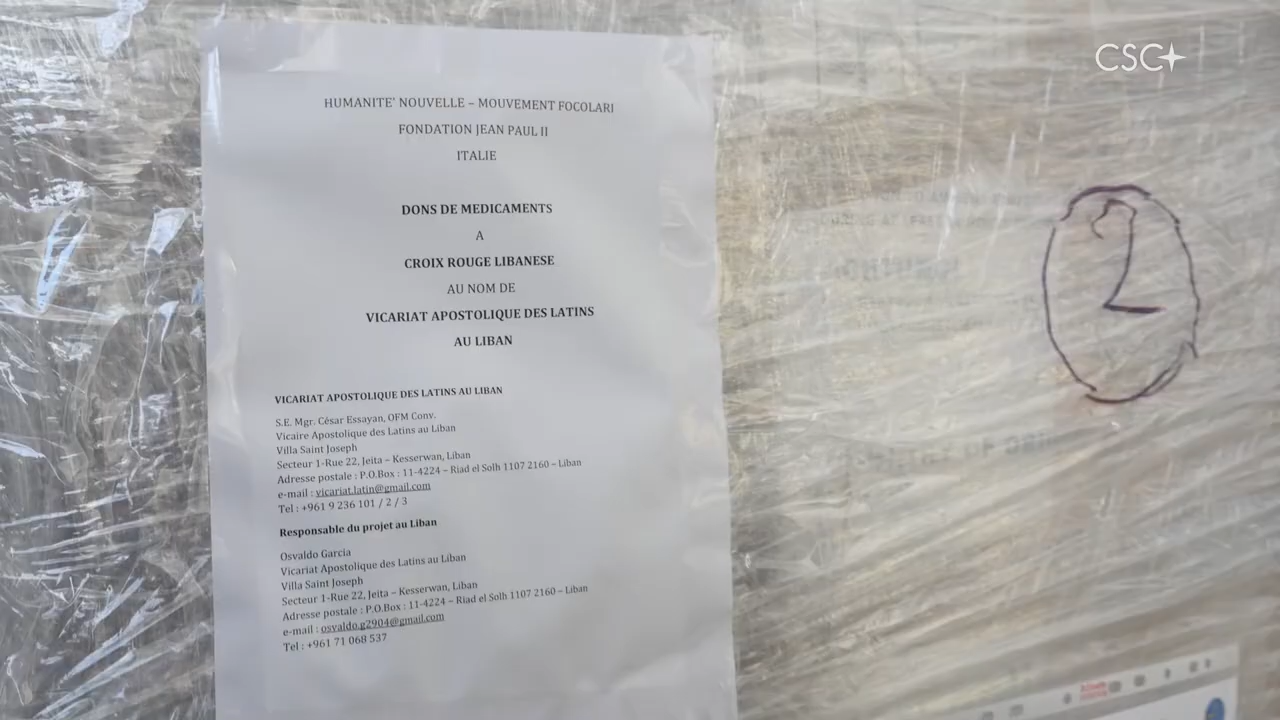 CSC
HUMANITE' NOUVELLE – MOUVEMENT FOCOLARI
FONDATION JEAN PAUL II
ITALIE
DONS DE MEDICAMENTS
A
CROIX ROUGE LIBANESE
AU NOM DE
VICARIAT APOSTOLIQUE DES LATINS
AU LIBAN
VICARIAT APOSTOLIQUE DES LATINS AU LIBAN
S.E. Mgr. César Essayan, OFM Conv.
Vicaire Apostolique des Latins au Liban
Villa Saint Joseph
Secteur 1-Rue 22, Jeita – Kesserwan, Liban
Adresse postale : P.O.Box : 11-4224 – Riad el Solh 1107 2160 – Liban
e-mail : vicariat.latin@gmail.com
Tel : +961 9 236 101 / 2 / 3
Responsable du projet au Liban
Osvaldo Garcia
Vicariat Apostolique des Latins au Liban
Villa Saint Joseph
Secteur 1-Rue 22, Jeita – Kesserwan, Liban
Adresse postale : P.O.Box : 11-4224 – Riad el Solh 1107 2160 – Liban
e-mail : osvaldo.g2904@gmail.com
Tel : +961 71 068 537
2